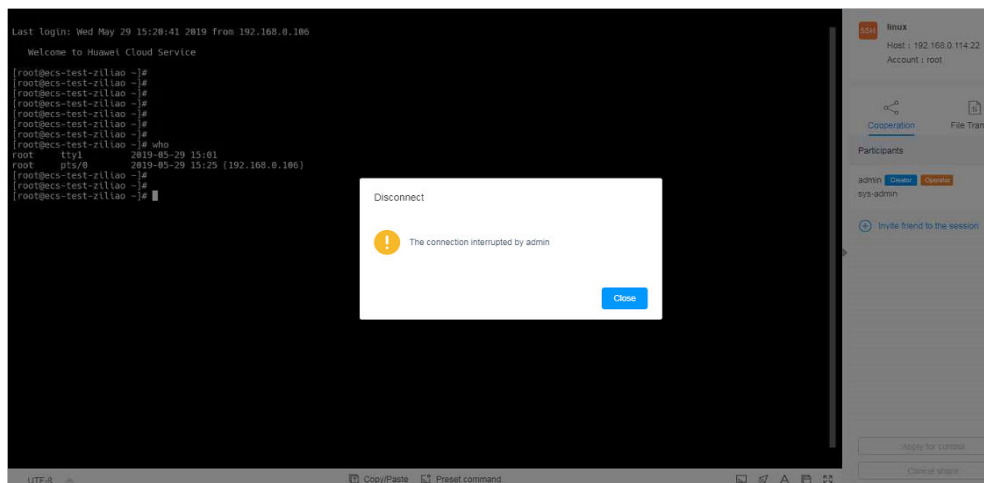 Last login: Wed May 29 15:20:41 2019 from 192.168.0.106
Welcome to Huawei Cloud Service
[root@ecs-test-ziliao ~]#
[root@ecs-test-ziliao ~]#
[root@ecs-test-ziliao ~]#
[root@ecs-test-ziliao ~]#
[root@ecs-test-ziliao ~]#
[root@ecs-test-ziliao ~]#
[root@ecs-test-ziliao ~]#
[root@ecs-test-ziliao ~]# who
root tty1 2019-05-29 15:01
root pts/0 2019-05-29 15:25 (192.168.0.106)
[root@ecs-test-ziliao ~]#
[root@ecs-test-ziliao ~]#
[root@ecs-test-ziliao ~]#
Disconnect
The connection interrupted by admin
Close
SSH linux
Host : 192.168.0.114:22
Account : root
Cooperation File Tran
Participants
admin Creator Operator
sys-admin
Invite friend to the session
Apply for control
Cancel share
UTF-8 Copy/Paste Preset command